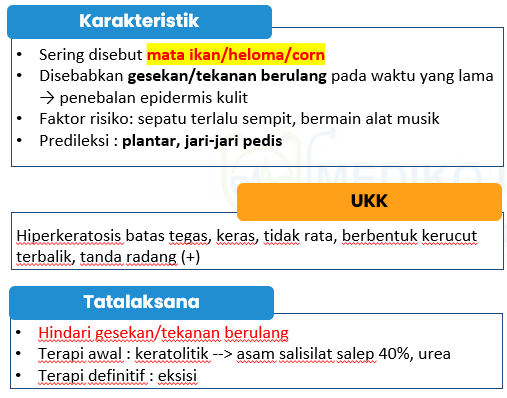 Karakteristik
• Sering disebut mata ikan/heloma/corn
• Disebabkan gesekan/tekanan berulang pada waktu yang lama
→ penebalan epidermis kulit
• Faktor risiko: sepatu terlalu sempit, bermain alat musik
• Predileksi : plantar, jari-jari pedis
UKK
Hiperkeratosis batas tegas, keras, tidak rata, berbentuk kerucut
terbalik, tanda radang (+)
Tatalaksana
• Hindari gesekan/tekanan berulang
• Terapi awal : keratolitik --> asam salisilat salep 40%, urea
• Terapi definitif : eksisi